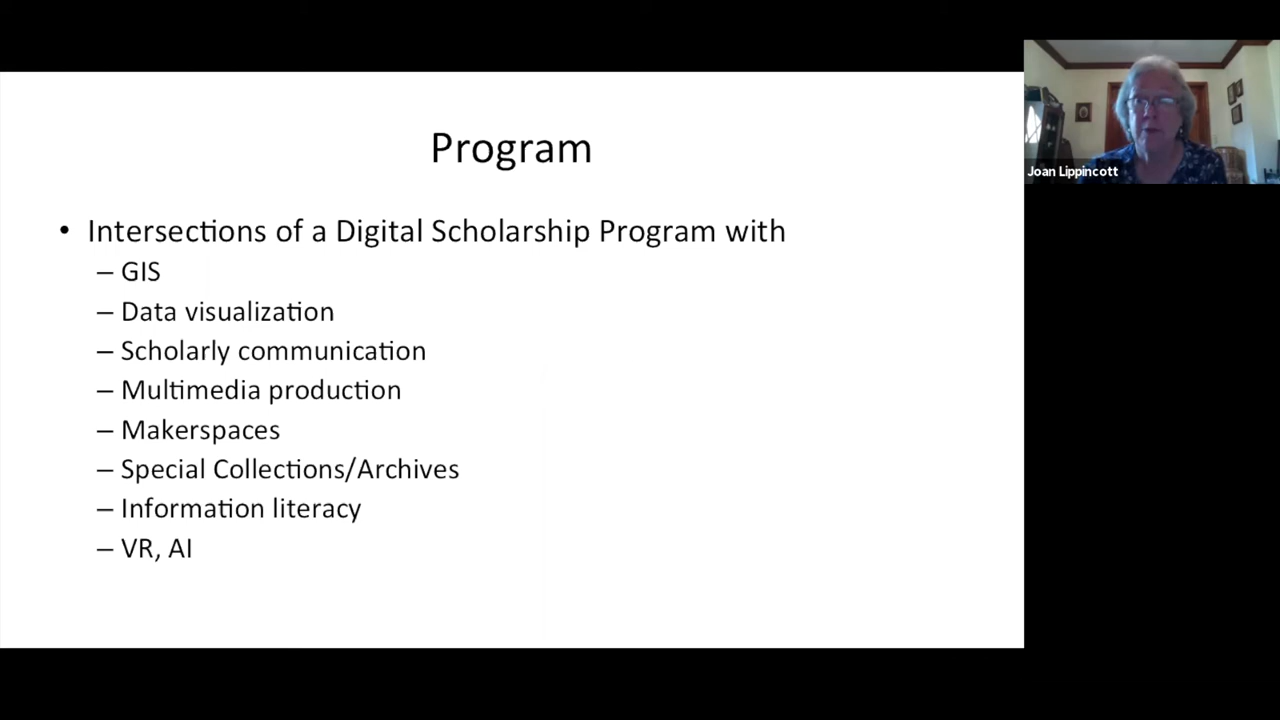 Program
• Intersections of a Digital Scholarship Program with
– GIS
– Data visualization
– Scholarly communication
– Multimedia production
– Makerspaces
– Special Collections/Archives
– Information literacy
– VR, AI
Joan Lippincott